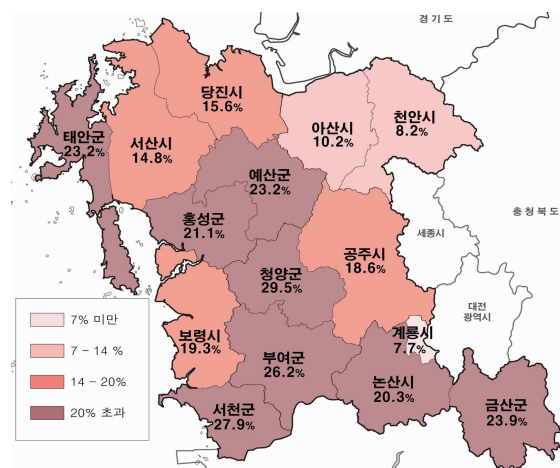 경기도
당진시
15.6%
천안시
8.2%
아산시
10.2%
태안군
23.2%
서산시
14.8%
예산군
23.2%
홍성군
21.1%
충청북도
세종시
공주시
18.6%
청양군
29.5%
대전
광역시
계룡시
7.7%
보령시
19.3%
부여군
26.2%
논산시
20.3%
금산군
23.9%
서천군
27.9%
7% 미만
7 - 14 %
14 - 20%
20% 초과